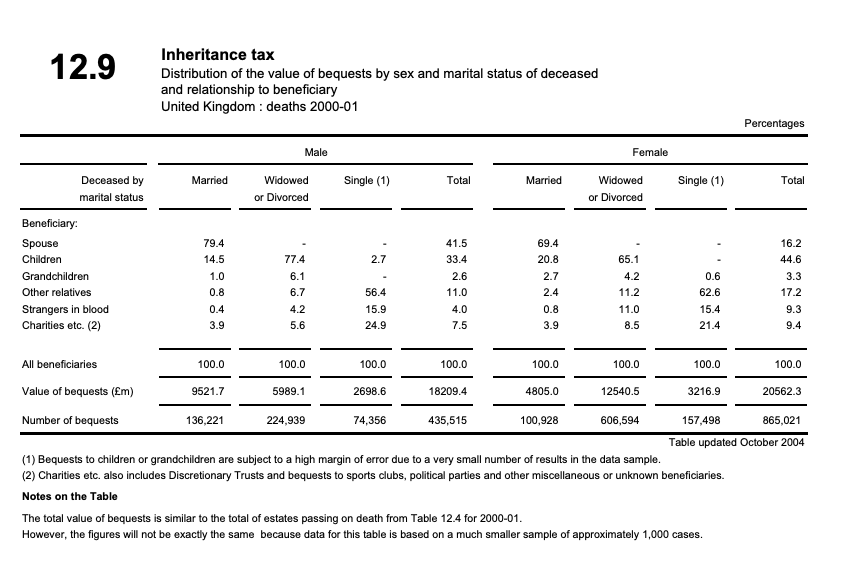 12.9
Inheritance tax
Distribution of the value of bequests by sex and marital status of deceased
and relationship to beneficiary
United Kingdom : deaths 2000-01
Percentages
Male Female
Deceased by Married Widowed Single (1) Total Married Widowed Single (1) Total
marital status or Divorced or Divorced
Beneficiary:
Spouse 79.4 - - 41.5 69.4 - - 16.2
Children 14.5 77.4 2.7 33.4 20.8 65.1 - 44.6
Grandchildren 1.0 6.1 - 2.6 2.7 4.2 0.6 3.3
Other relatives 0.8 6.7 56.4 11.0 2.4 11.2 62.6 17.2
Strangers in blood 0.4 4.2 15.9 4.0 0.8 11.0 15.4 9.3
Charities etc. (2) 3.9 5.6 24.9 7.5 3.9 8.5 21.4 9.4
All beneficiaries 100.0 100.0 100.0 100.0 100.0 100.0 100.0 100.0
Value of bequests (£m) 9521.7 5989.1 2698.6 18209.4 4805.0 12540.5 3216.9 20562.3
Number of bequests 136,221 224,939 74,356 435,515 100,928 606,594 157,498 865,021
Table updated October 2004
(1) Bequests to children or grandchildren are subject to a high margin of error due to a very small number of results in the data sample.
(2) Charities etc. also includes Discretionary Trusts and bequests to sports clubs, political parties and other miscellaneous or unknown beneficiaries.
Notes on the Table
The total value of bequests is similar to the total of estates passing on death from Table 12.4 for 2000-01.
However, the figures will not be exactly the same because data for this table is based on a much smaller sample of approximately 1,000 cases.